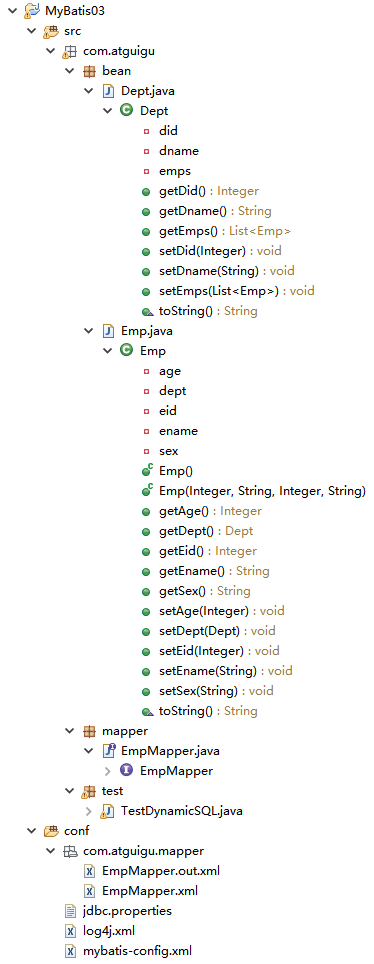 MyBatis03
src
com.atguigu
bean
Dept.java
Dept
did
dname
emps
getDid() : Integer
getDname() : String
getEmps() : List<Emp>
setDid(Integer) : void
setDname(String) : void
setEmps(List<Emp>) : void
toString() : String
Emp.java
Emp
age
dept
eid
ename
sex
Emp()
Emp(Integer, String, Integer, String)
getAge() : Integer
getDept() : Dept
getEid() : Integer
getEname() : String
getSex() : String
setAge(Integer) : void
setDept(Dept) : void
setEid(Integer) : void
setEname(String) : void
setSex(String) : void
toString() : String
mapper
EmpMapper.java
EmpMapper
test
TestDynamicSQL.java
conf
com.atguigu.mapper
EmpMapper.out.xml
EmpMapper.xml
jdbc.properties
log4j.xml
mybatis-config.xml